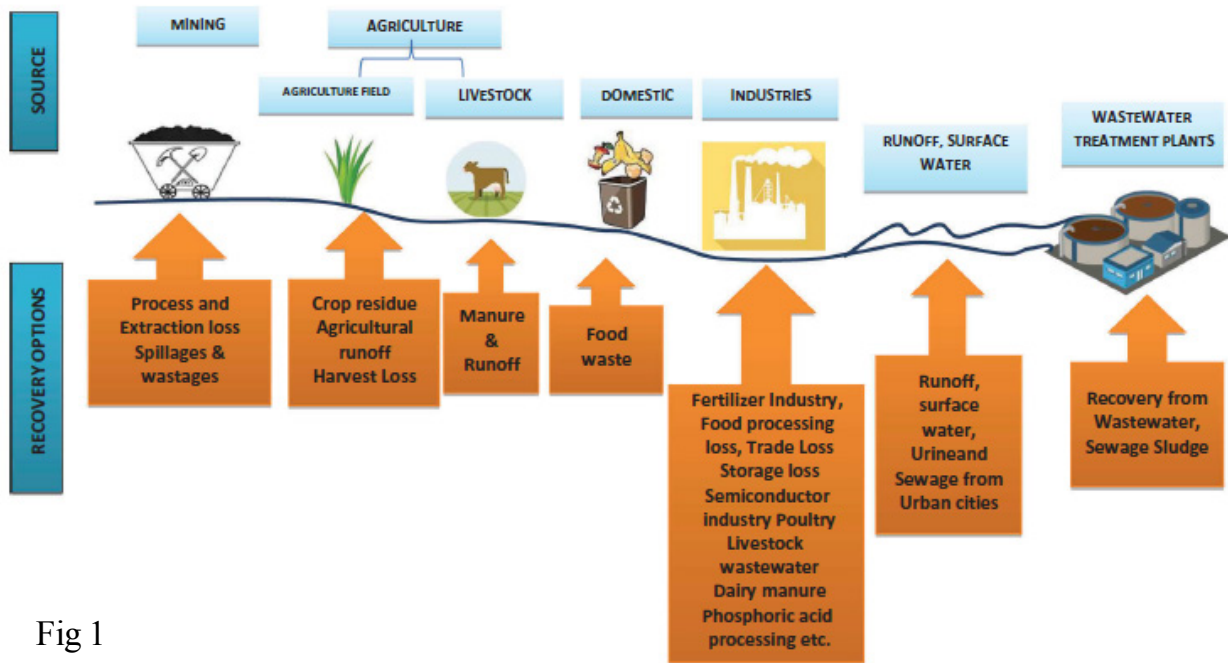 SOURCE
MINING
AGRICULTURE
AGRICULTURE FIELD
LIVESTOCK
DOMESTIC
INDUSTRIES
RUNOFF, SURFACE
WATER
WASTEWATER
TREATMENT PLANTS
RECOVERY OPTIONS
Process and
Extraction loss
Spillages &
wastages
Crop residue
Agricultural
runoff
Harvest Loss
Manure
&
Runoff
Food
waste
Fertilizer Industry,
Food processing
loss, Trade Loss
Storage loss
Semiconductor
industry Poultry
Livestock
wastewater
Dairy manure
Phosphoric acid
processing etc.
Runoff,
surface
water,
Urineand
Sewage from
Urban cities
Recovery from
Wastewater,
Sewage Sludge
Fig 1